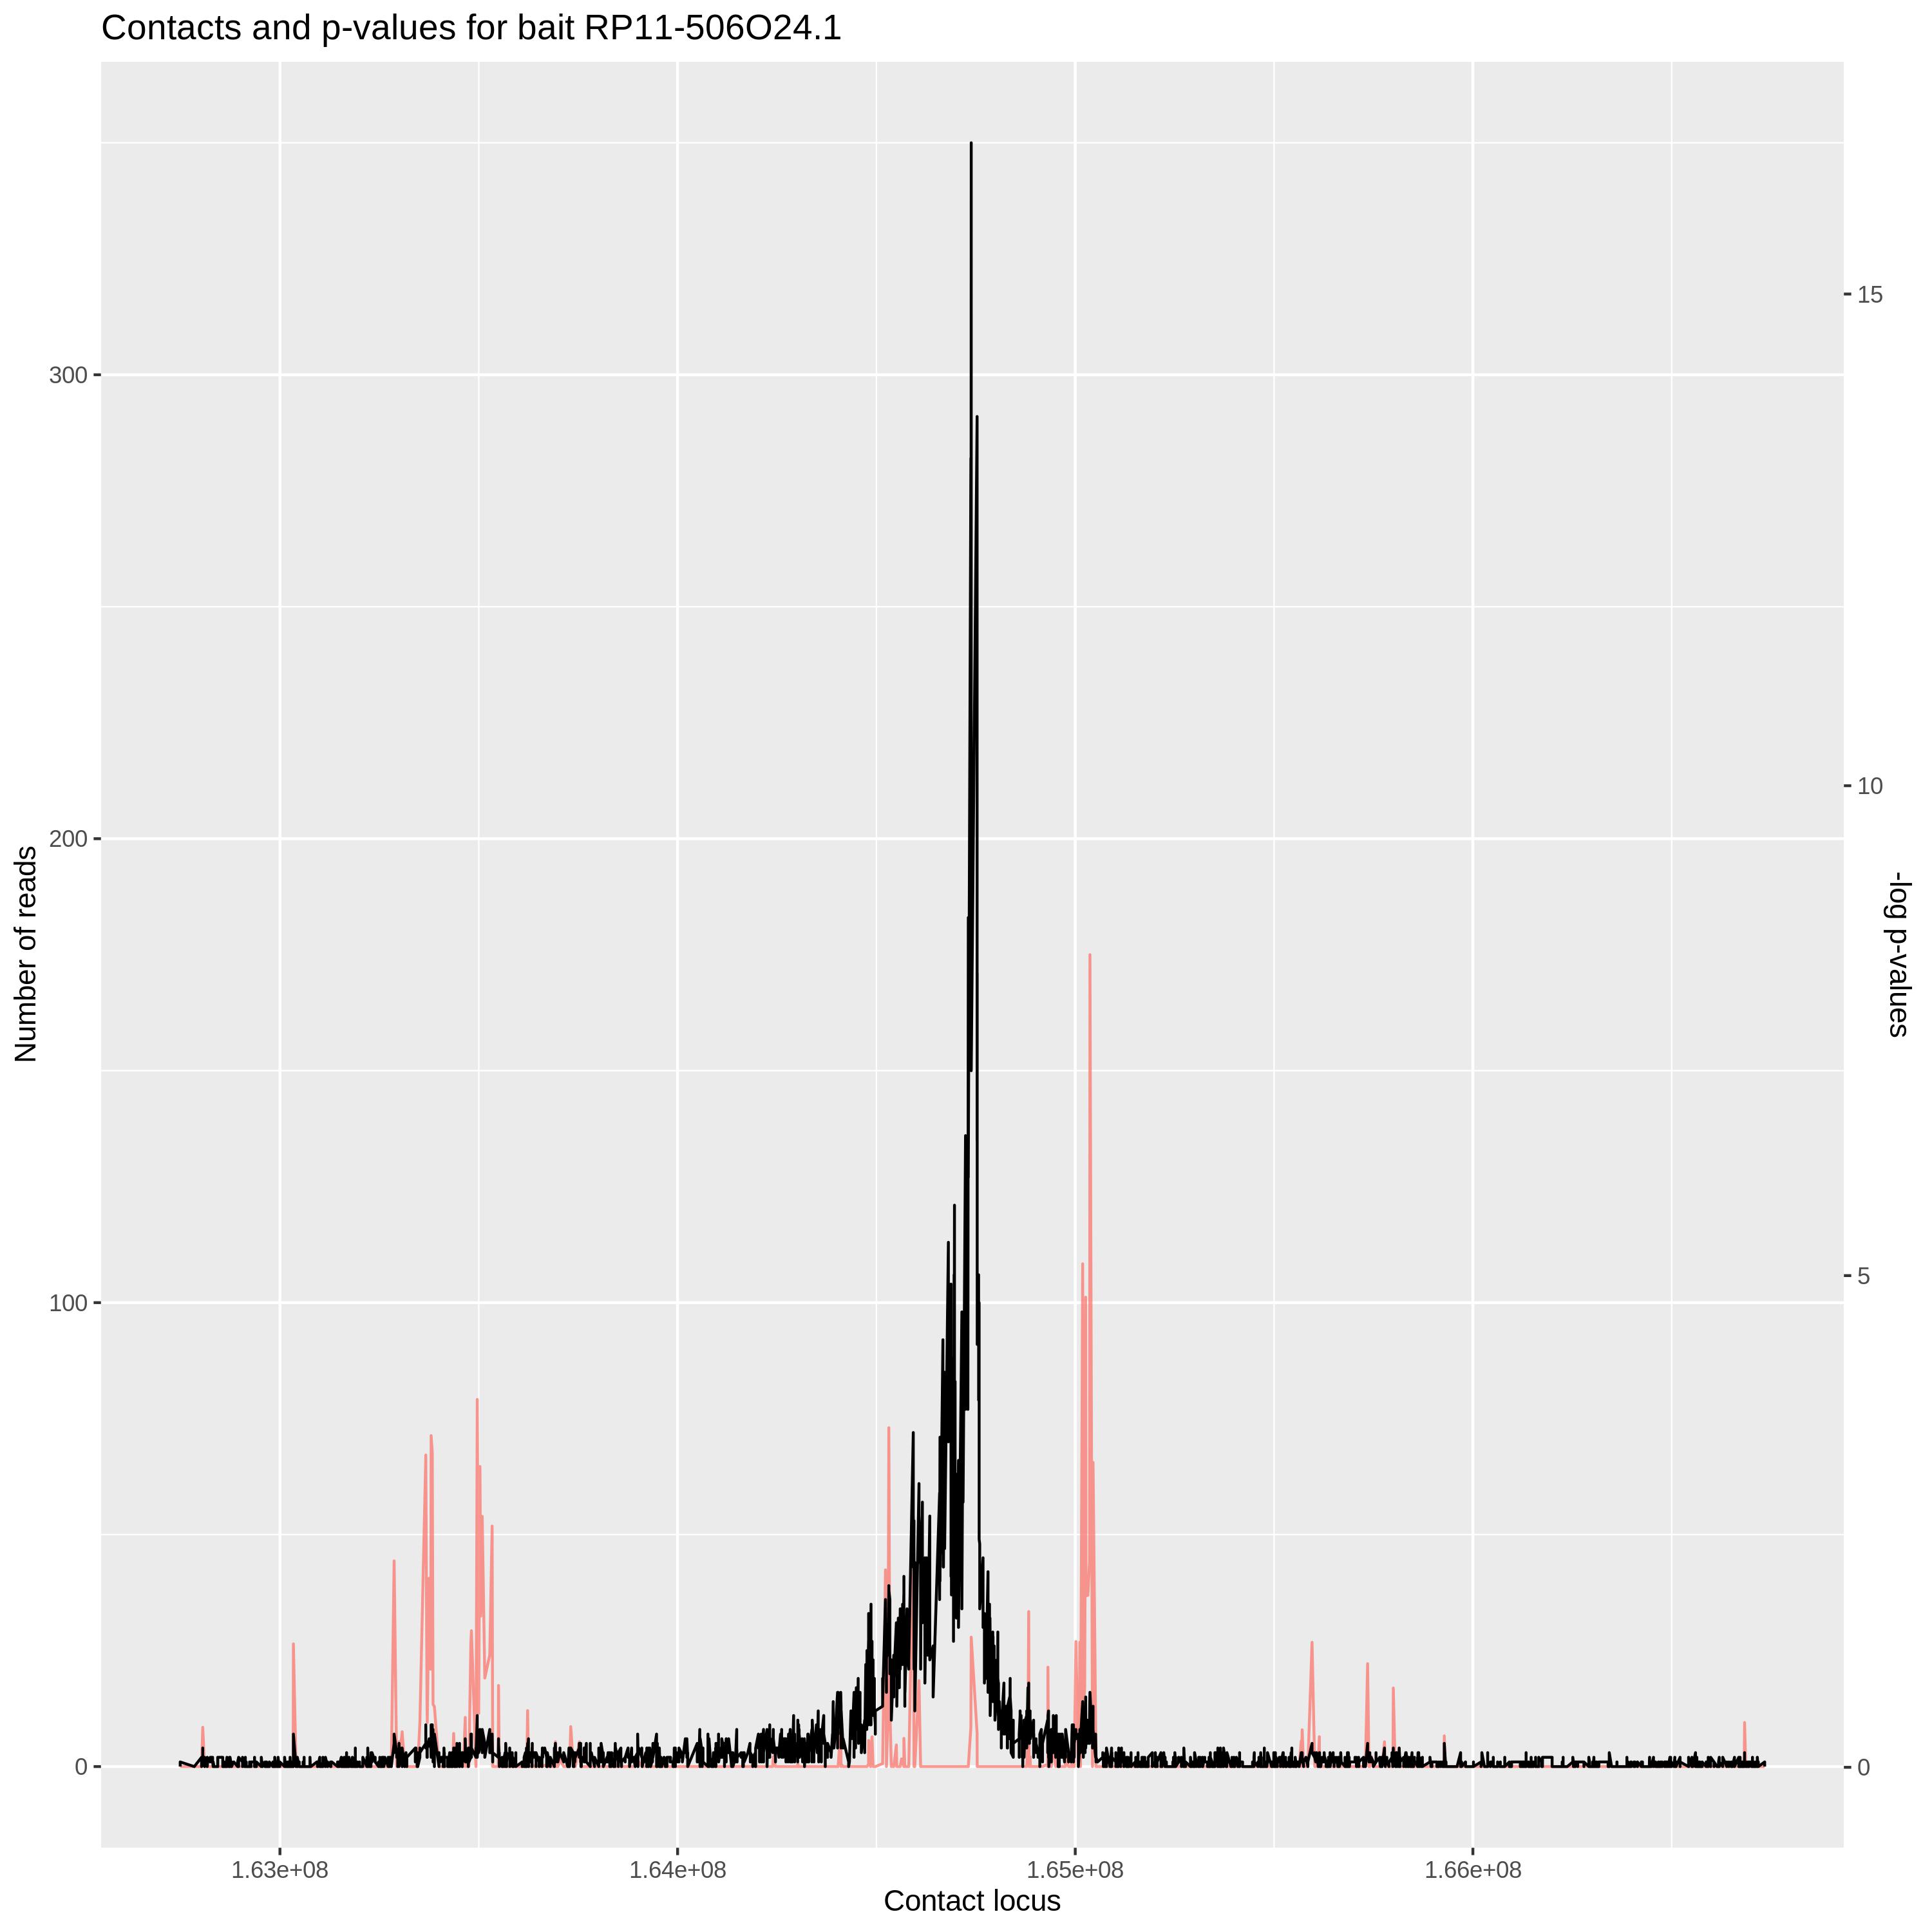 Contacts and p-values for bait RP11-506O24.1
Number of reads
300
200
100
0
15
10
5
0
-log p-values
1.63e+08
1.64e+08
1.65e+08
1.66e+08
Contact locus